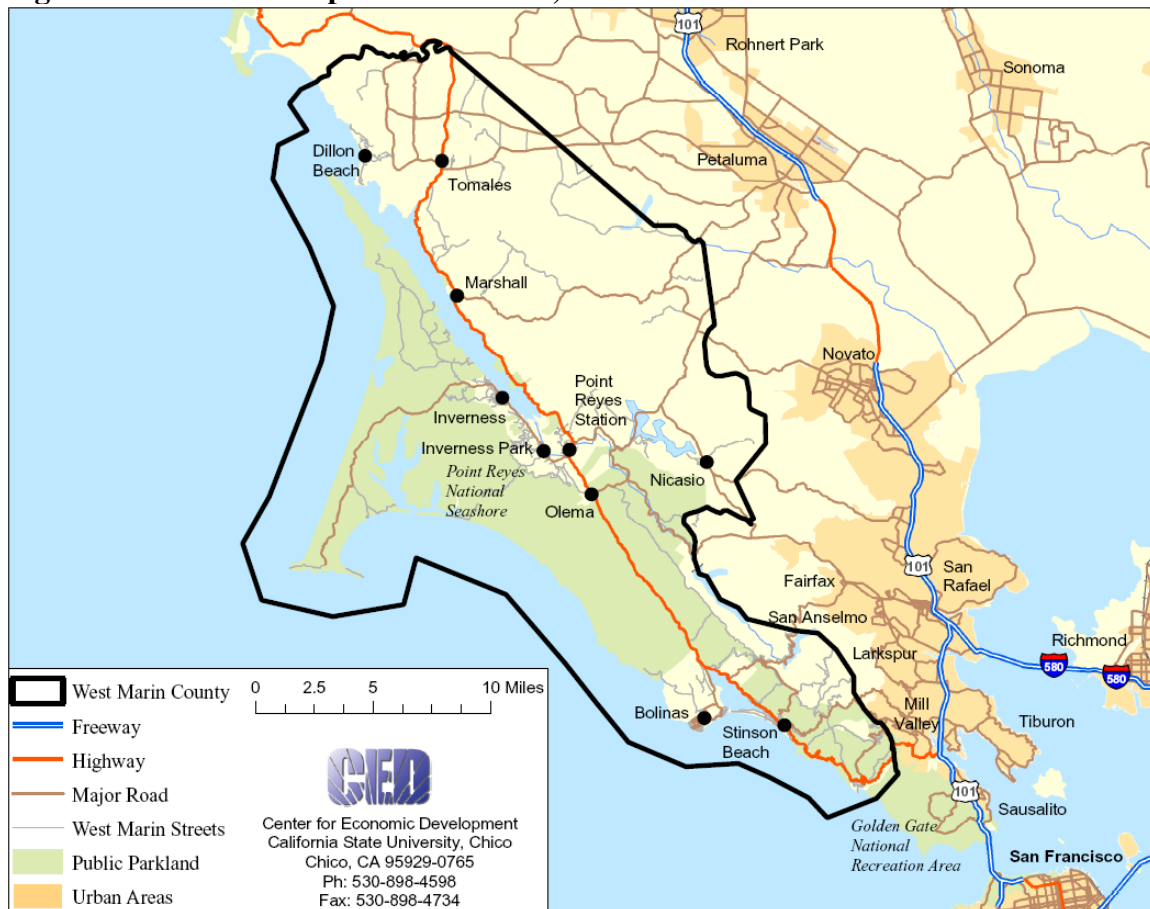 101
Rohnert Park
Sonoma
Petaluma
Dillon
Beach
Tomales
Marshall
Novato
Point
Reyes
Station
Inverness
Inverness Park
Point Reyes
National
Seashore
Nicasio
Olema
101
San
Rafael
Fairfax
San Anselmo
Richmond
580
580
Larkspur
Mill
Valley
Tiburon
Bolinas
Stinson
Beach
101
Sausalito
Golden Gate
National
Recreation Area
San Francisco
West Marin County
Freeway
Highway
Major Road
West Marin Streets
Public Parkland
Urban Areas
0 2.5 5 10 Miles
CED
Center for Economic Development
California State University, Chico
Chico, CA 95929-0765
Ph: 530-898-4598
Fax: 530-898-4734